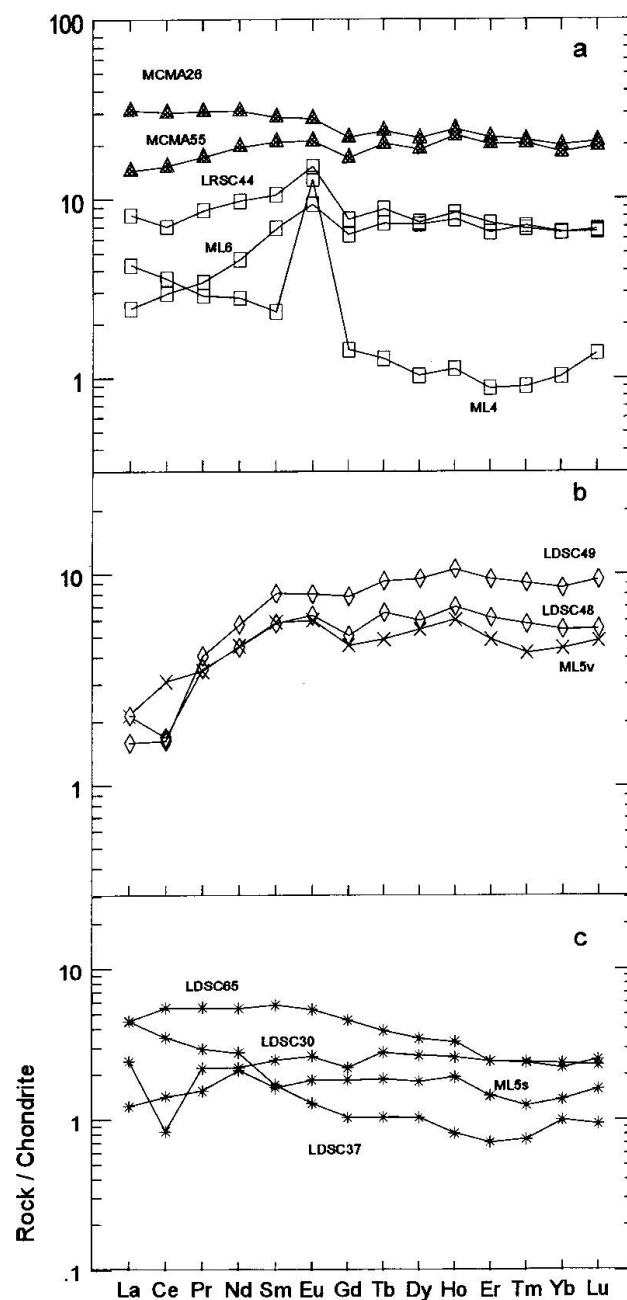 100
a
MCMA26
MCMA55
LRSC44
10
ML6
1
ML4
b
LDSC49
10
LDSC48
ML5v
1
c
10
LDSC65
LDSC30
ML5s
1
LDSC37
Rock / Chondrite
.1
La Ce Pr Nd Sm Eu Gd Tb Dy Ho Er Tm Yb Lu